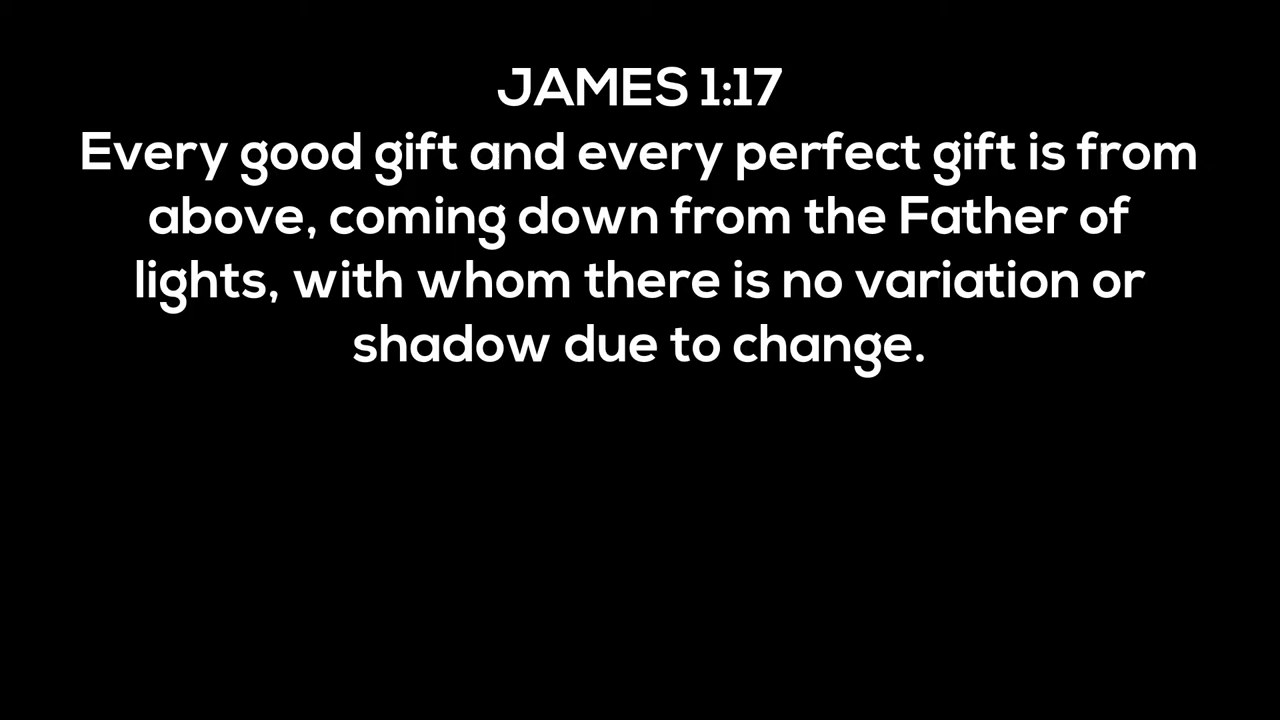 JAMES 1:17
Every good gift and every perfect gift is from
above, coming down from the Father of
lights, with whom there is no variation or
shadow due to change.